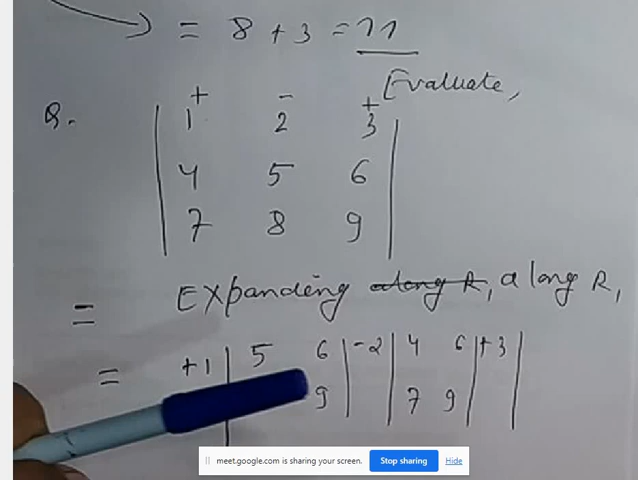 = 8 + 3 = 11
Evaluate,
+ - +
Q. | 1 2 3 |
| 4 5 6 |
| 7 8 9 |
= Expanding along R, along R,
= +1 | 5 6 | -2 | 4 6 | +3 | |
9 | 7 9 |
meet.google.com is sharing your screen. Stop sharing Hide